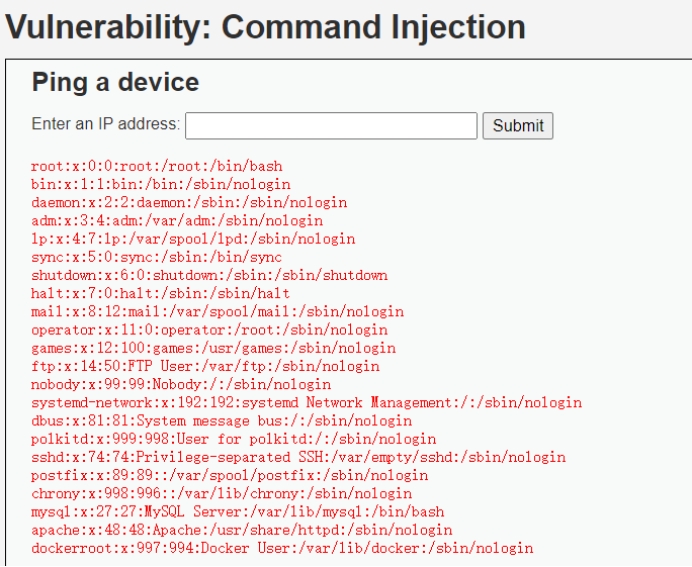 Vulnerability: Command Injection
Ping a device
Enter an IP address:
Submit
root:x:0:0:root:/root:/bin/bash
bin:x:1:1:bin:/bin:/sbin/nologin
daemon:x:2:2:daemon:/sbin:/sbin/nologin
adm:x:3:4:adm:/var/adm:/sbin/nologin
lp:x:4:7:lp:/var/spool/lpd:/sbin/nologin
sync:x:5:0:sync:/sbin:/bin/sync
shutdown:x:6:0:shutdown:/sbin:/sbin/shutdown
halt:x:7:0:halt:/sbin:/sbin/halt
mail:x:8:12:mail:/var/spool/mail:/sbin/nologin
operator:x:11:0:operator:/root:/sbin/nologin
games:x:12:100:games:/usr/games:/sbin/nologin
ftp:x:14:50:FTP User:/var/ftp:/sbin/nologin
nobody:x:99:99:Nobody:/:/sbin/nologin
systemd-network:x:192:192:systemd Network Management:/:/sbin/nologin
dbus:x:81:81:System message bus:/:/sbin/nologin
polkitd:x:999:998:User for polkitd:/:/sbin/nologin
sshd:x:74:74:Privilege-separated SSH:/var/empty/sshd:/sbin/nologin
postfix:x:89:89::/var/spool/postfix:/sbin/nologin
chrony:x:998:996::/var/lib/chrony:/sbin/nologin
mysql:x:27:27:MySQL Server:/var/lib/mysql:/bin/bash
apache:x:48:48:Apache:/usr/share/httpd:/sbin/nologin
dockerroot:x:997:994:Docker User:/var/lib/docker:/sbin/nologin